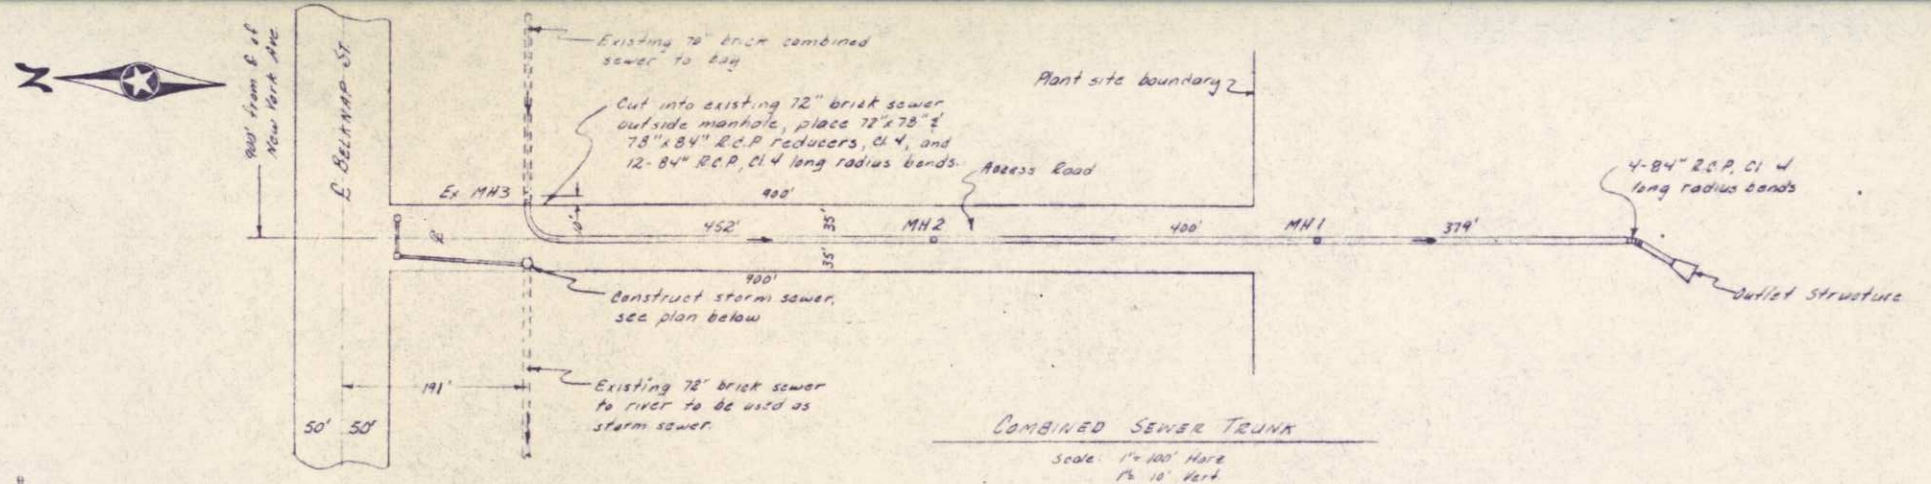 N
900' from ℄ of
New York Ave
℄ BELKNAP ST.
Existing 72" brick combined
sewer to bay
Cut into existing 72" brick sewer
outside manhole, place 72"x78" &
78"x84" R.C.P reducers, Cl 4, and
12-84" R.C.P, Cl 4 long radius bends.
Plant site boundary
Access Road
4-84" R.C.P, Cl 4
long radius bends
Ex MH3
10'
900'
452'
35'
35'
MH2
400'
MH1
379'
℄
900'
Construct storm sewer,
see plan below
Outlet Structure
191'
Existing 72" brick sewer
to river to be used as
storm sewer.
50' 50'
COMBINED SEWER TRUNK
Scale: 1"=100' Horz
1"= 10' Vert.